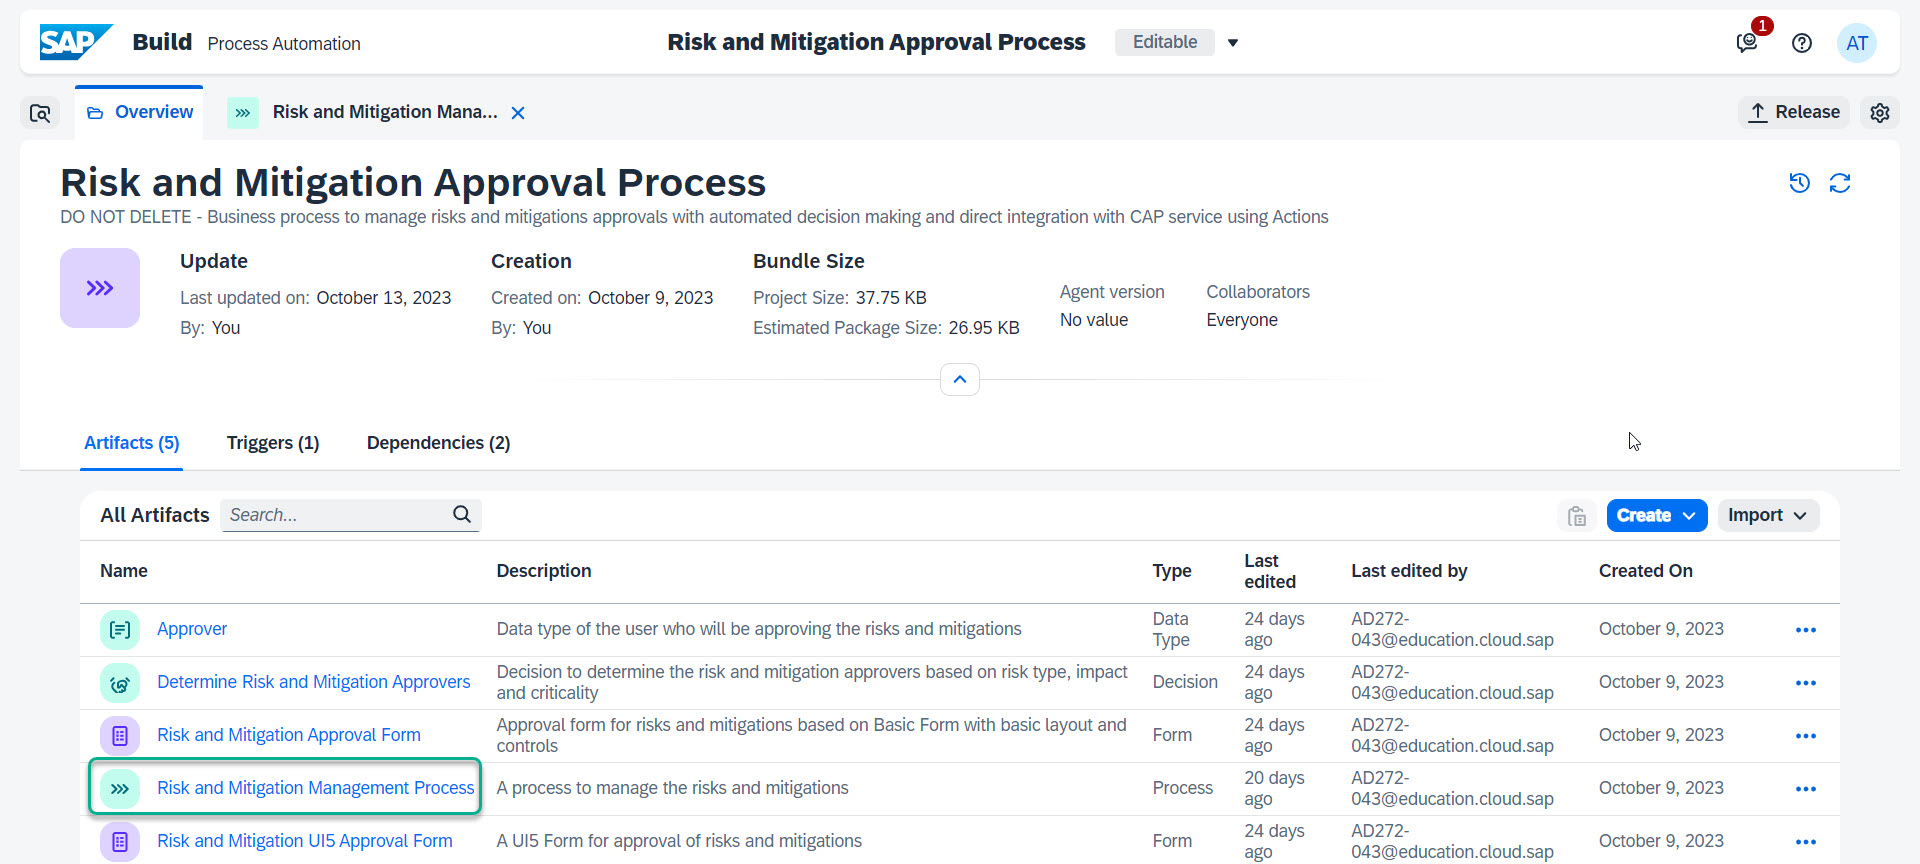 SAP Build Process Automation Risk and Mitigation Approval Process Editable 1 AT
Overview Risk and Mitigation Mana... Release
Risk and Mitigation Approval Process
DO NOT DELETE - Business process to manage risks and mitigations approvals with automated decision making and direct integration with CAP service using Actions
Update Creation Bundle Size
Last updated on: October 13, 2023 Created on: October 9, 2023 Project Size: 37.75 KB Agent version Collaborators
By: You By: You Estimated Package Size: 26.95 KB No value Everyone
Artifacts (5) Triggers (1) Dependencies (2)
All Artifacts Search... Create Import
Name Description Type Last edited Last edited by Created On
Approver Data type of the user who will be approving the risks and mitigations Data Type 24 days ago AD272-043@education.cloud.sap October 9, 2023
Determine Risk and Mitigation Approvers Decision to determine the risk and mitigation approvers based on risk type, impact and criticality Decision 24 days ago AD272-043@education.cloud.sap October 9, 2023
Risk and Mitigation Approval Form Approval form for risks and mitigations based on Basic Form with basic layout and controls Form 24 days ago AD272-043@education.cloud.sap October 9, 2023
Risk and Mitigation Management Process A process to manage the risks and mitigations Process 20 days ago AD272-043@education.cloud.sap October 9, 2023
Risk and Mitigation UI5 Approval Form A UI5 Form for approval of risks and mitigations Form 24 days ago AD272-043@education.cloud.sap October 9, 2023